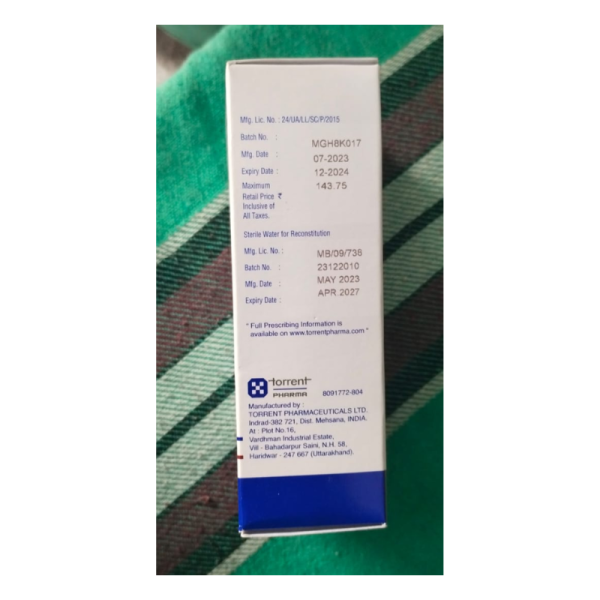 Mfg. Lic. No. : 24/UA/LL/SC/P/2015
Batch No. : MGH8K017
Mfg. Date : 07-2023
Expiry Date : 12-2024
Maximum 143.75
Retail Price ₹
Inclusive of
All Taxes.
Sterile Water for Reconstitution
Mfg. Lic. No. : MB/09/738
Batch No. : 23122010
Mfg. Date : MAY 2023
Expiry Date : APR 2027
" Full Prescribing Information is
available on www.torrentpharma.com "
torrent
PHARMA
8091772-804
Manufactured by :
TORRENT PHARMACEUTICALS LTD.
Indrad-382 721, Dist. Mehsana, INDIA.
At : Plot No.16,
Vardhman Industrial Estate,
Vill - Bahadarpur Saini, N.H. 58,
Haridwar - 247 667 (Uttarakhand).